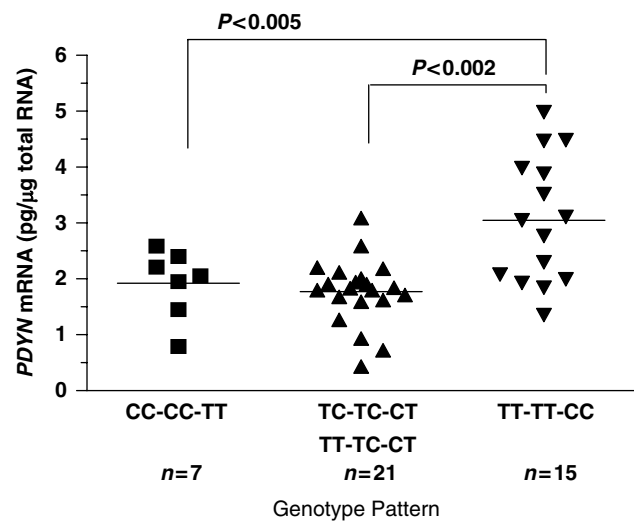 P<0.005
P<0.002
PDYN mRNA (pg/µg total RNA)
6
5
4
3
2
1
0
CC-CC-TT
TC-TC-CT
TT-TT-CC
TT-TC-CT
n=7
n=21
n=15
Genotype Pattern